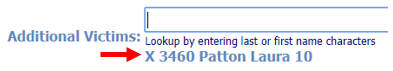 Additional Victims:
Lookup by entering last or first name characters
X 3460 Patton Laura 10